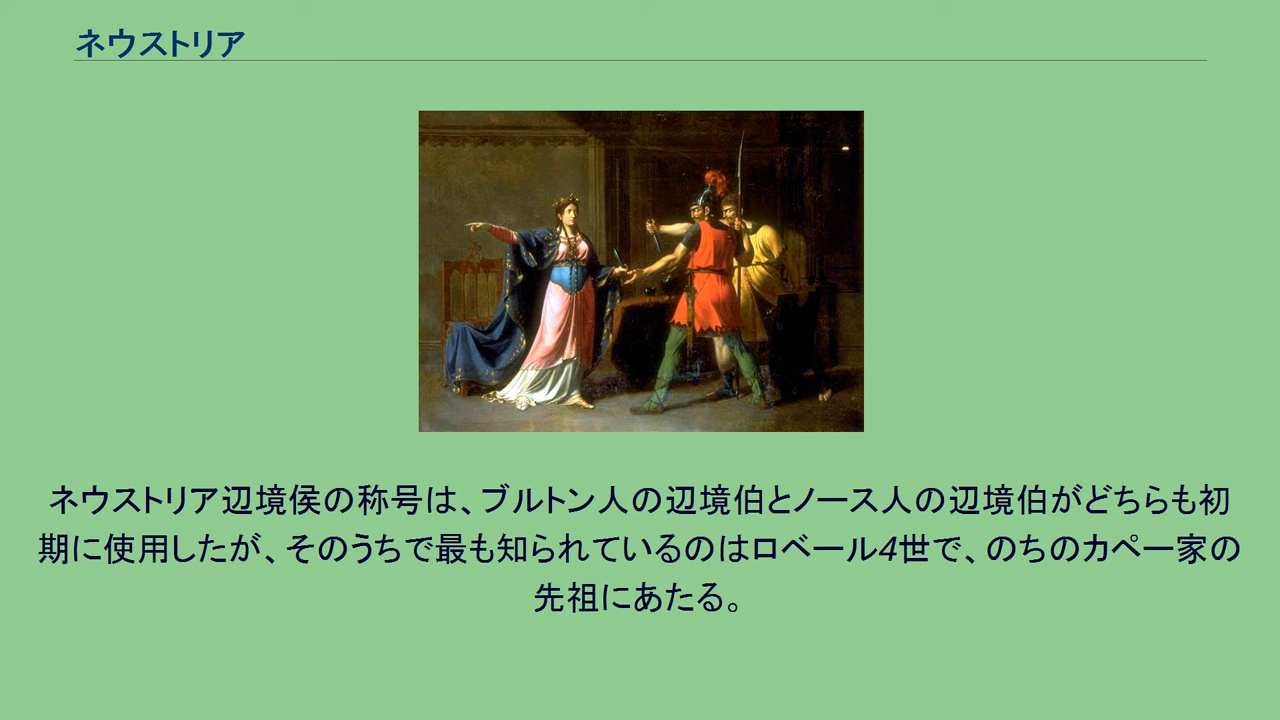 ネウストリア
ネウストリア辺境侯の称号は、ブルトン人の辺境伯とノース人の辺境伯がどちらも初
期に使用したが、そのうちで最も知られているのはロベール4世で、のちのカペー家の
先祖にあたる。